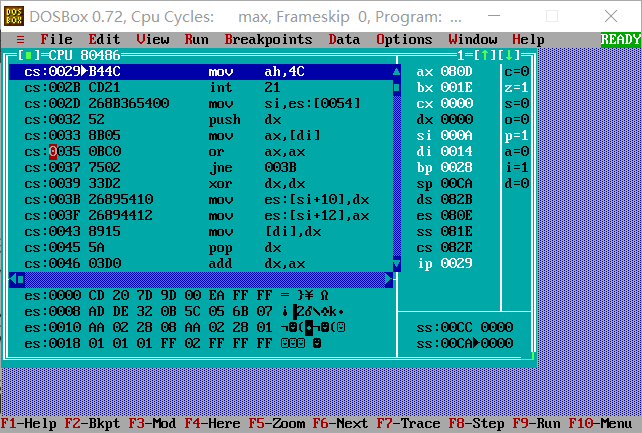 DOSBox 0.72, Cpu Cycles: max, Frameskip 0, Program: ...
≡ File Edit View Run Breakpoints Data Options Window Help READY
[■]=CPU 80486 1=[↑][↓]
cs:0029►B44C mov ah,4C ax 080D c=0
cs:002B CD21 int 21 bx 001E z=1
cs:002D 268B365400 mov si,es:[0054] cx 0000 s=0
cs:0032 52 push dx dx 0000 o=0
cs:0033 8B05 mov ax,[di] si 000A p=1
cs:0035 0BC0 or ax,ax di 0014 a=0
cs:0037 7502 jne 003B bp 0028 i=1
cs:0039 33D2 xor dx,dx sp 00CA d=0
cs:003B 26895410 mov es:[si+10],dx ds 082B
cs:003F 26894412 mov es:[si+12],ax es 080E
cs:0043 8915 mov [di],dx ss 081E
cs:0045 5A pop dx cs 082E
cs:0046 03D0 add dx,ax ip 0029
es:0000 CD 20 7D 9D 00 EA FF FF = }¥ Ω
es:0008 AD DE 32 0B 5C 05 6B 07 ¡▐2♂\♣k•
es:0010 AA 02 28 08 AA 02 28 01 ¬☻(◘¬☻(☺ ss:00CC 0000
es:0018 01 01 01 FF 02 FF FF FF ☺☺☺ ☻ ss:00CA►0000
F1-Help F2-Bkpt F3-Mod F4-Here F5-Zoom F6-Next F7-Trace F8-Step F9-Run F10-Menu